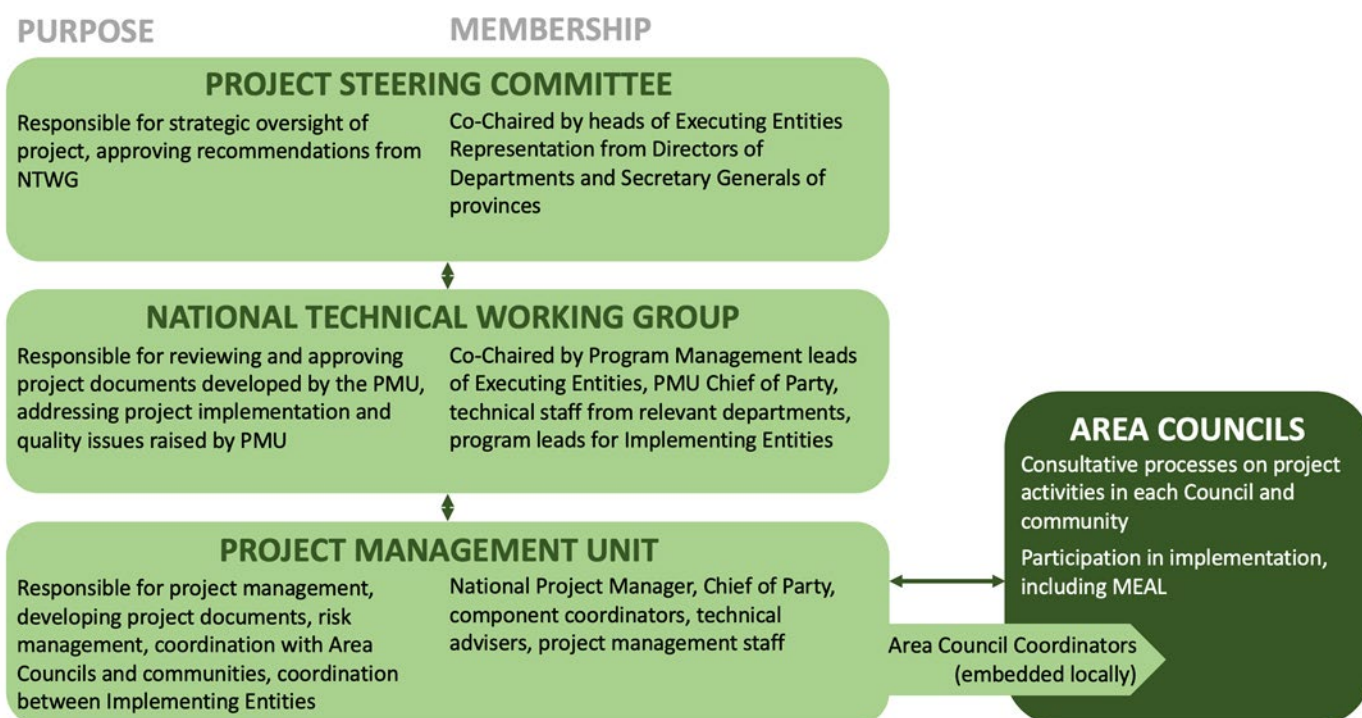 PURPOSE
MEMBERSHIP
PROJECT STEERING COMMITTEE
Responsible for strategic oversight of
project, approving recommendations from
NTWG
Co-Chaired by heads of Executing Entities
Representation from Directors of
Departments and Secretary Generals of
provinces
NATIONAL TECHNICAL WORKING GROUP
Responsible for reviewing and approving
project documents developed by the PMU,
addressing project implementation and
quality issues raised by PMU
Co-Chaired by Program Management leads
of Executing Entities, PMU Chief of Party,
technical staff from relevant departments,
program leads for Implementing Entities
PROJECT MANAGEMENT UNIT
Responsible for project management,
developing project documents, risk
management, coordination with Area
Councils and communities, coordination
between Implementing Entities
National Project Manager, Chief of Party,
component coordinators, technical
advisers, project management staff
AREA COUNCILS
Consultative processes on project
activities in each Council and
community
Participation in implementation,
including MEAL
Area Council Coordinators
(embedded locally)